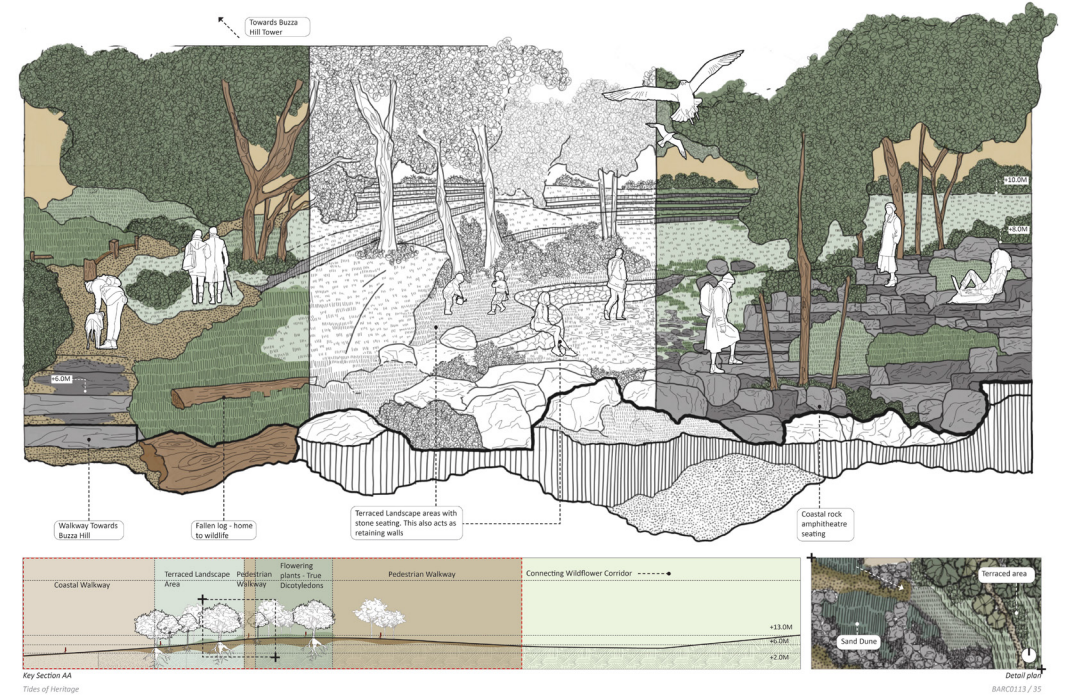 Towards Buzza
Hill Tower
+10.0M
+8.0M
+6.0M
Walkway Towards
Buzza Hill
Fallen log - home
to wildlife
Terraced Landscape areas with
stone seating. This also acts as
retaining walls
Coastal rock
amphitheatre
seating
Coastal Walkway
Terraced Landscape
Area
Pedestrian
Walkway
Flowering
plants - True
Dicotyledons
Pedestrian Walkway
Connecting Wildflower Corridor
+13.0M
+6.0M
+2.0M
Terraced area
Sand Dune
Key Section AA
Detail plan
Tides of Heritage
BARC0113 / 35